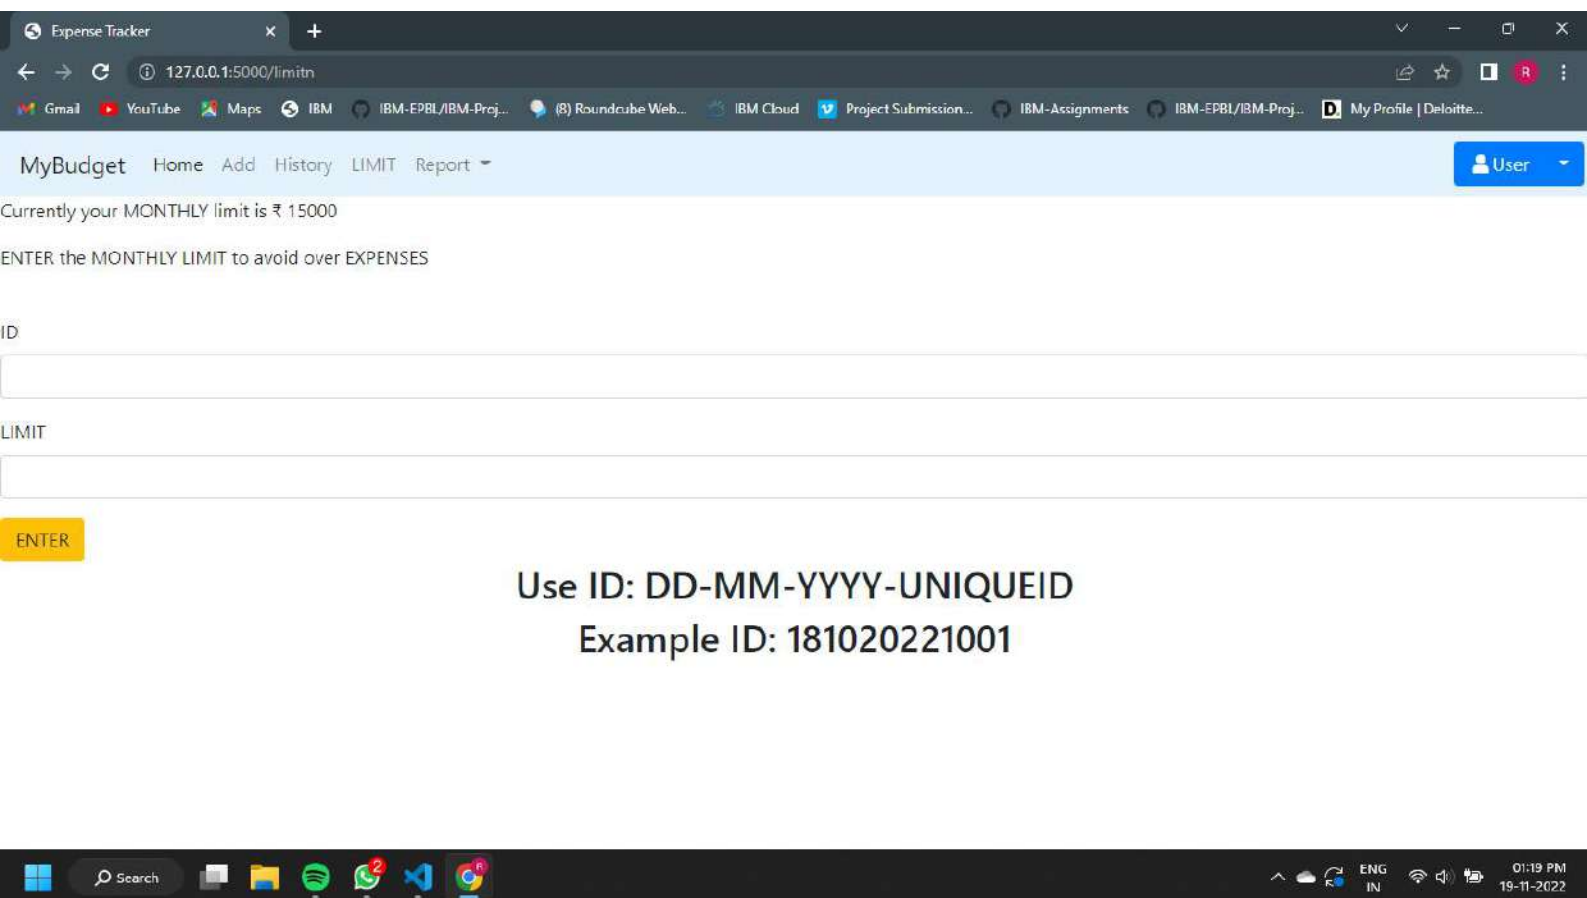 Expense Tracker
127.0.0.1:5000/limitn
R
Gmail YouTube Maps IBM IBM-EPBL/IBM-Proj... (8) Roundcube Web... IBM Cloud Project Submission... IBM-Assignments IBM-EPBL/IBM-Proj... D. My Profile | Deloitte...
MyBudget Home Add History LIMIT Report User
Currently your MONTHLY limit is ₹ 15000
ENTER the MONTHLY LIMIT to avoid over EXPENSES
ID
LIMIT
ENTER
Use ID: DD-MM-YYYY-UNIQUEID
Example ID: 181020221001
Search 2 R ENG 01:19 PM
IN 19-11-2022